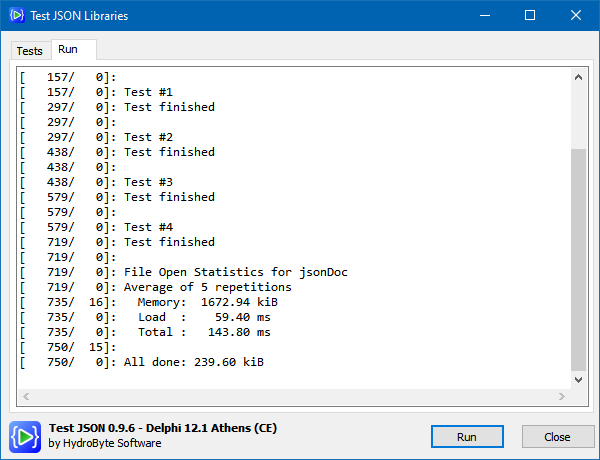 Test JSON Libraries
Tests Run
[   157/   0]:
[   157/   0]: Test #1
[   297/   0]: Test finished
[   297/   0]:
[   297/   0]: Test #2
[   438/   0]: Test finished
[   438/   0]:
[   438/   0]: Test #3
[   579/   0]: Test finished
[   579/   0]:
[   579/   0]: Test #4
[   719/   0]: Test finished
[   719/   0]:
[   719/   0]: File Open Statistics for jsonDoc
[   719/   0]: Average of 5 repetitions
[   735/  16]:   Memory:  1672.94 kiB
[   735/   0]:   Load  :    59.40 ms
[   735/   0]:   Total :   143.80 ms
[   750/  15]:
[   750/   0]: All done: 239.60 kiB
Test JSON 0.9.6 - Delphi 12.1 Athens (CE)
by HydroByte Software
Run
Close